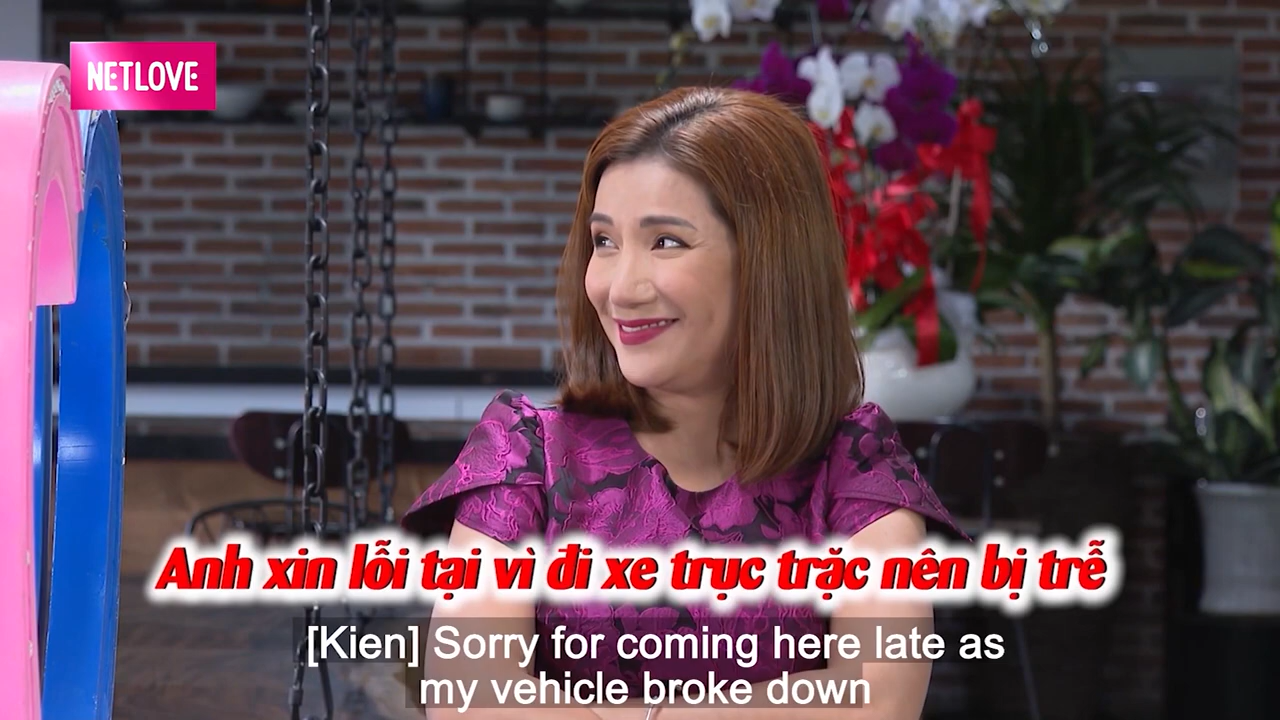 NETLOVE
Anh xin lỗi tại vì đi xe trục trặc nên bị trễ
[Kien] Sorry for coming here late as
my vehicle broke down